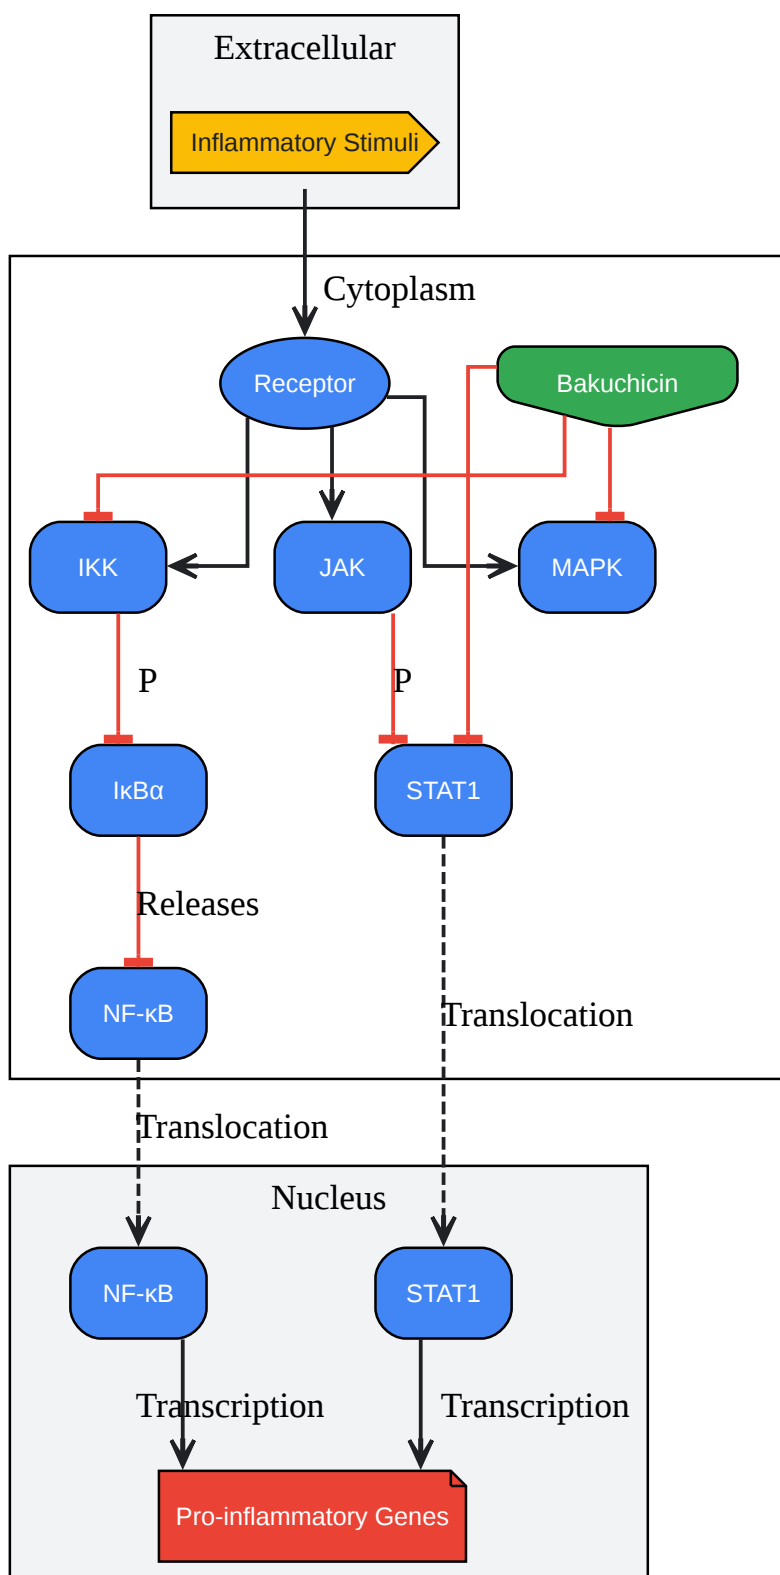 Extracellular
Inflammatory Stimuli
Cytoplasm
Receptor
Bakuchicin
IKK
JAK
MAPK
P
P
IκBα
STAT1
Releases
NF-κB
Translocation
Translocation
Nucleus
NF-κB
STAT1
Transcription
Transcription
Pro-inflammatory Genes